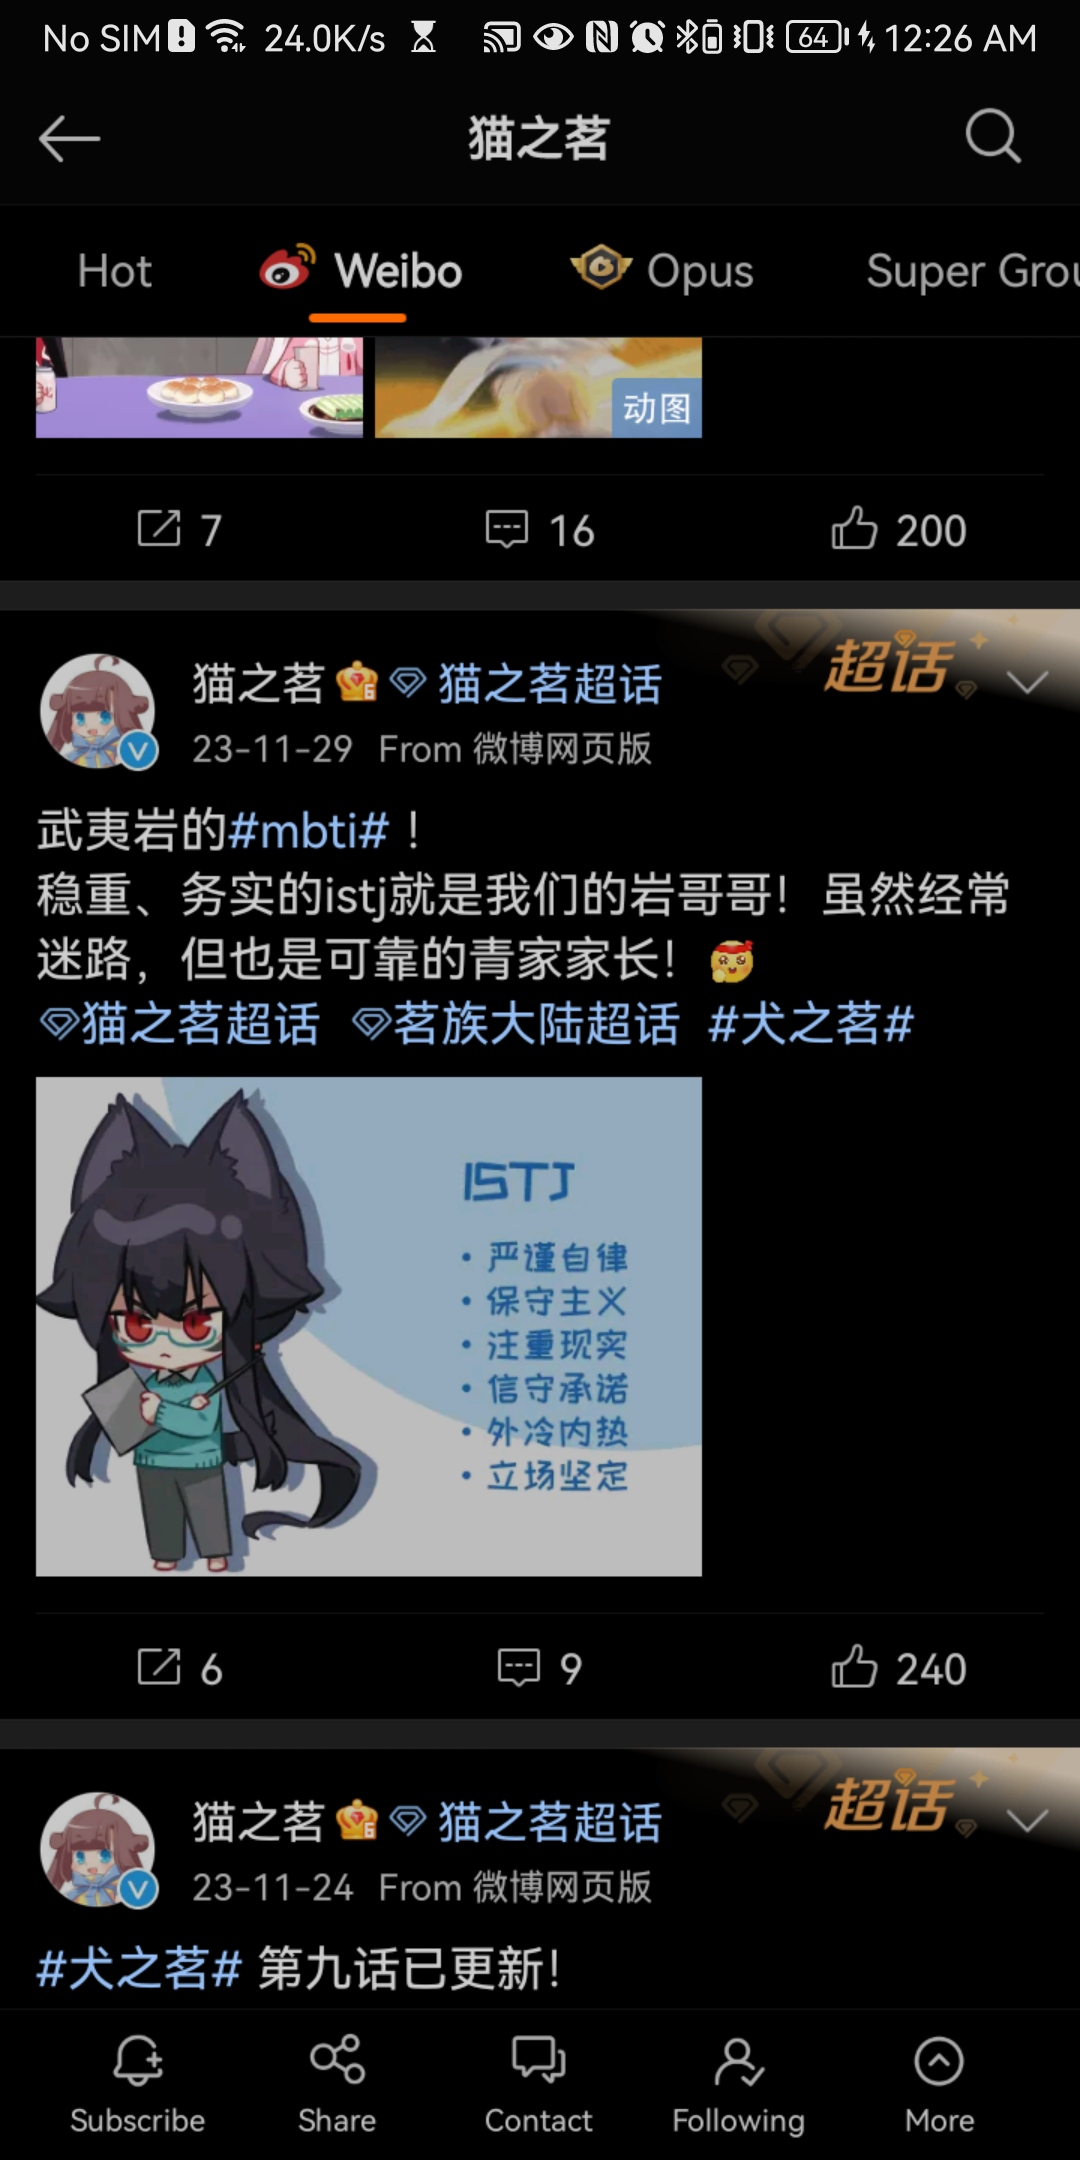 No SIM 24.0K/s 64 12:26 AM
猫之茗
Hot Weibo Opus Super Grou
动图
7 16 200
猫之茗 6 猫之茗超话 超话
23-11-29 From 微博网页版
武夷岩的#mbti#！
稳重、务实的istj就是我们的岩哥哥！虽然经常
迷路，但也是可靠的青家家长！
猫之茗超话 茗族大陆超话 #犬之茗#
ISTJ
• 严谨自律
• 保守主义
• 注重现实
• 信守承诺
• 外冷内热
• 立场坚定
6 9 240
猫之茗 6 猫之茗超话 超话
23-11-24 From 微博网页版
#犬之茗# 第九话已更新！
Subscribe Share Contact Following More